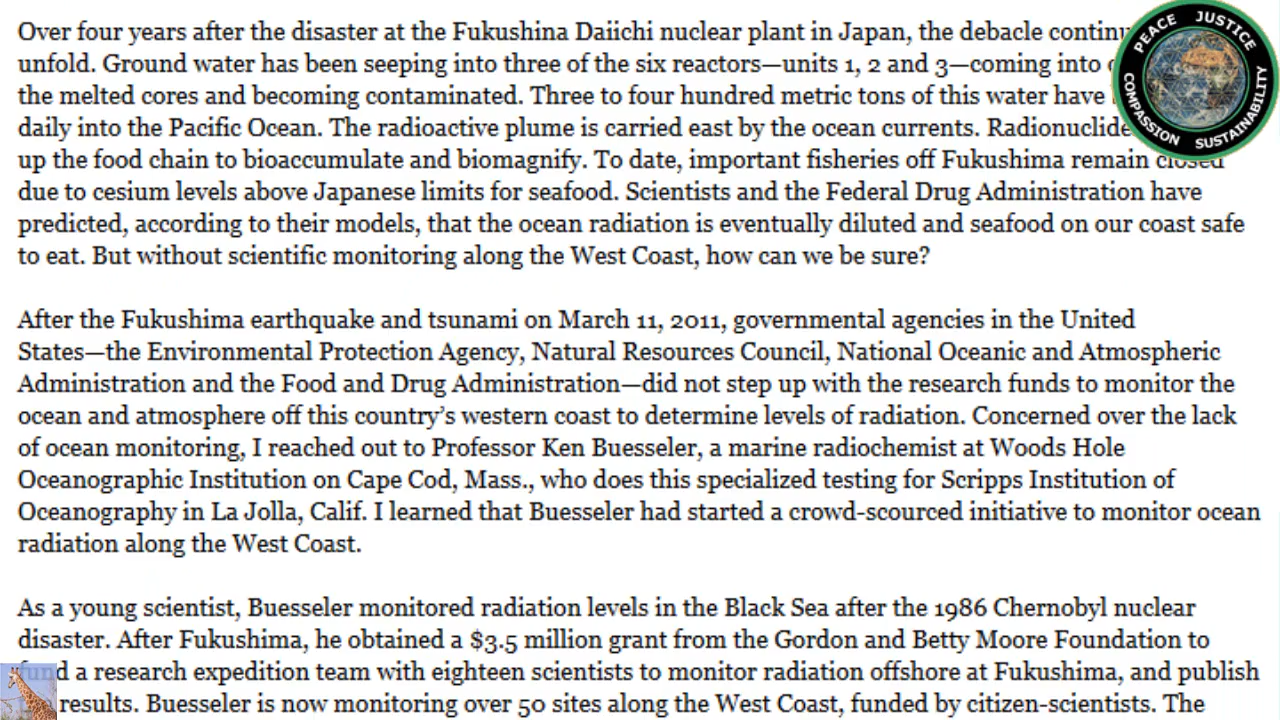 Over four years after the disaster at the Fukushina Daiichi nuclear plant in Japan, the debacle
unfold. Ground water has been seeping into three of the six reactors—units 1, 2 and 3—coming into
the melted cores and becoming contaminated. Three to four hundred metric tons of this water have
daily into the Pacific Ocean. The radioactive plume is carried east by the ocean currents.
up the food chain to bioaccumulate and biomagnify. To date, important fisheries off Fukushima remain closed
due to cesium levels above Japanese limits for seafood. Scientists and the Federal Drug Administration have
predicted, according to their models, that the ocean radiation is eventually diluted and seafood on our coast safe
to eat. But without scientific monitoring along the West Coast, how can we be sure?
After the Fukushima earthquake and tsunami on March 11, 2011, governmental agencies in the United
States—the Environmental Protection Agency, Natural Resources Council, National Oceanic and Atmospheric
Administration and the Food and Drug Administration—did not step up with the research funds to monitor the
ocean and atmosphere off this country's western coast to determine levels of radiation. Concerned over the lack
of ocean monitoring, I reached out to Professor Ken Buesseler, a marine radiochemist at Woods Hole
Oceanographic Institution on Cape Cod, Mass., who does this specialized testing for Scripps Institution of
Oceanography in La Jolla, Calif. I learned that Buesseler had started a crowd-scourced initiative to monitor ocean
radiation along the West Coast.
As a young scientist, Buesseler monitored radiation levels in the Black Sea after the 1986 Chernobyl nuclear
disaster. After Fukushima, he obtained a $3.5 million grant from the Gordon and Betty Moore Foundation to
fund a research expedition team with eighteen scientists to monitor radiation offshore at Fukushima, and publish
results. Buesseler is now monitoring over 50 sites along the West Coast, funded by citizen-scientists. The
PEACE JUSTICE
COMPASSION SUSTAINABILITY